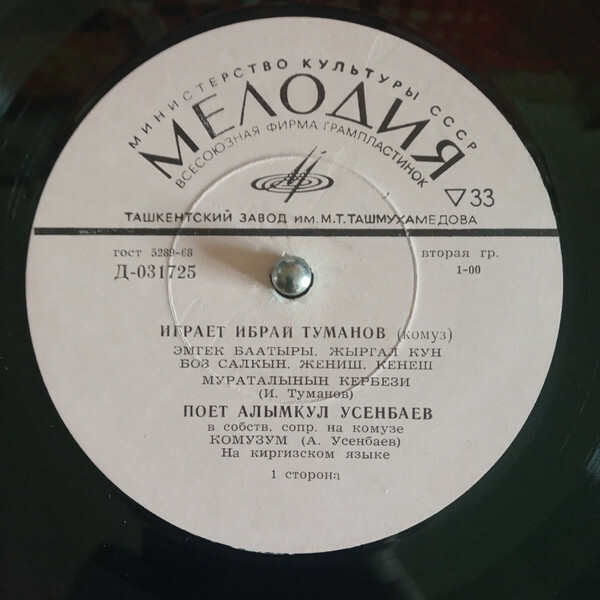 МИНИСТЕРСТВО КУЛЬТУРЫ СССР
МЕЛОДИЯ
ВСЕСОЮЗНАЯ ФИРМА ГРАМПЛАСТИНОК
▽33
ТАШКЕНТСКИЙ ЗАВОД ИМ. М.Т. ТАШМУХАМЕДОВА
гост 5289-68
вторая гр.
Д-031725
1-00
ИГРАЕТ ИБРАЙ ТУМАНОВ (комуз)
ЭМГЕК БААТЫРЫ. ЖЫРГАЛ КУН
БОЗ САЛКЫН. ЖЕНИШ. КЕНЕШ
МУРАТАЛЫНЫН КЕРБЕЗИ
(И. Туманов)
ПОЕТ АЛЫМКУЛ УСЕНБАЕВ
в собств. сопр. на комузе
КОМУЗУМ (А. Усенбаев)
На киргизском языке
1 сторона